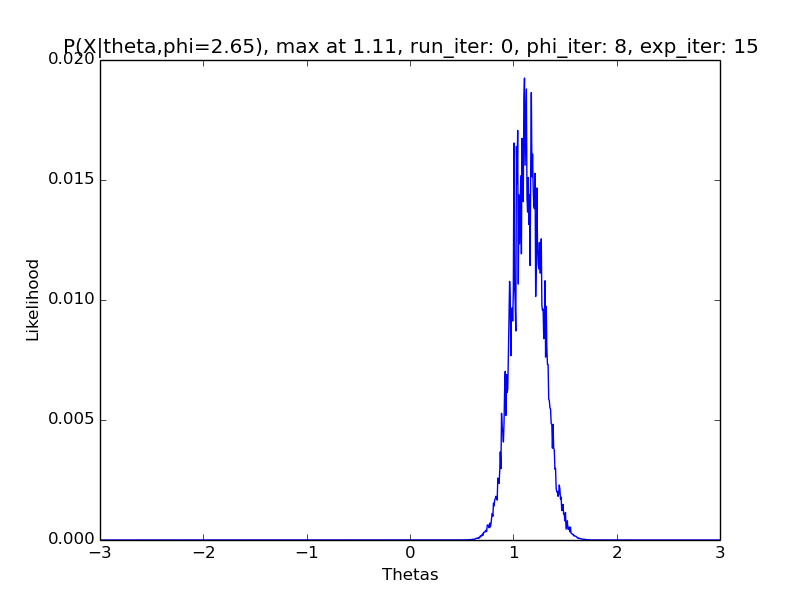 P(X|theta,phi=2.65), max at 1.11, run_iter: 0, phi_iter: 8, exp_iter: 15
0.020
0.015
0.010
0.005
0.000
Likelihood
−3 −2 −1 0 1 2 3
Thetas